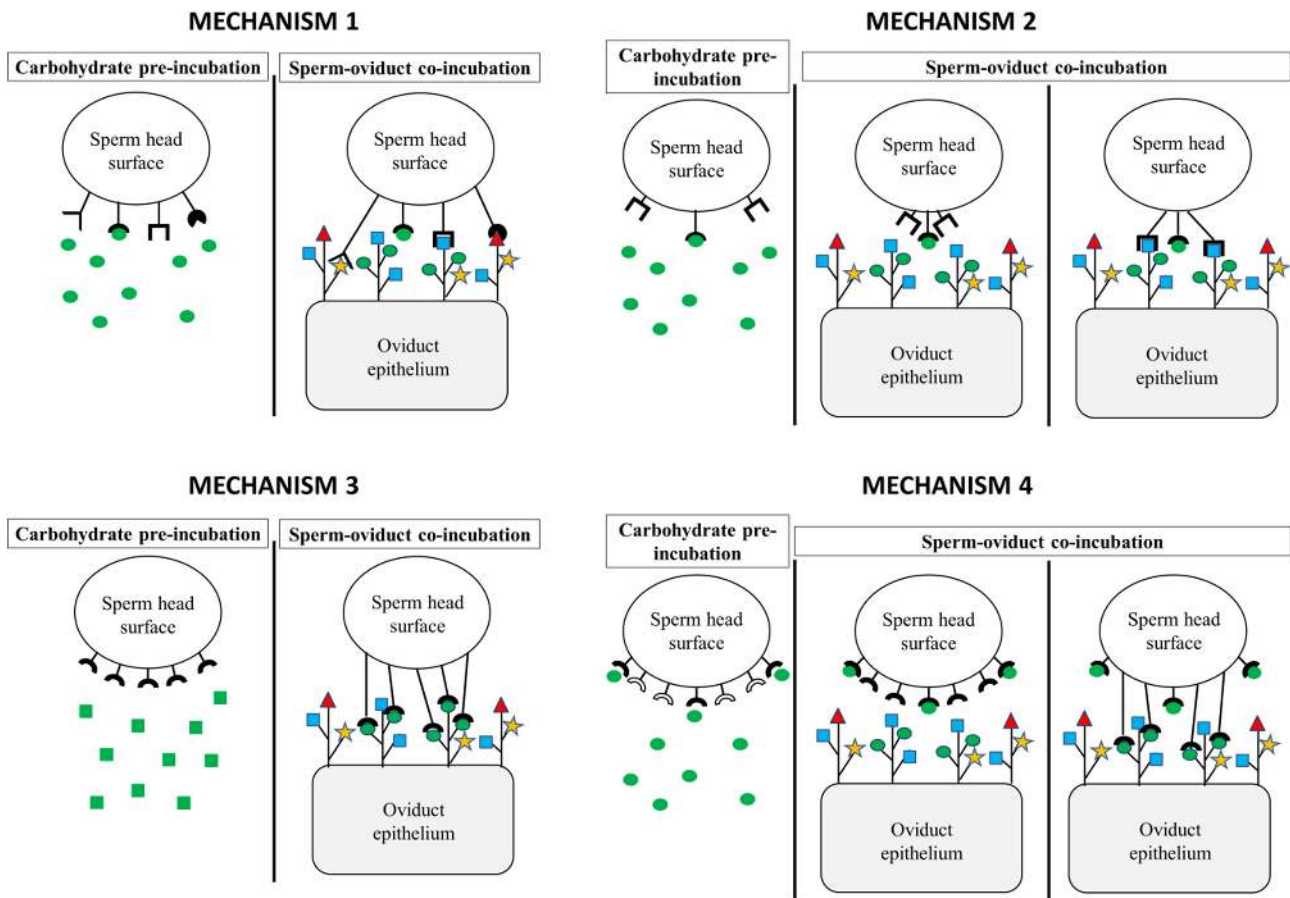 MECHANISM 1
Carbohydrate pre-incubation
Sperm-oviduct co-incubation
Sperm head
surface
Sperm head
surface
Oviduct
epithelium
MECHANISM 2
Carbohydrate pre-
incubation
Sperm-oviduct co-incubation
Sperm head
surface
Sperm head
surface
Sperm head
surface
Oviduct
epithelium
Oviduct
epithelium
MECHANISM 3
Carbohydrate pre-incubation
Sperm-oviduct co-incubation
Sperm head
surface
Sperm head
surface
Oviduct
epithelium
MECHANISM 4
Carbohydrate pre-
incubation
Sperm-oviduct co-incubation
Sperm head
surface
Sperm head
surface
Sperm head
surface
Oviduct
epithelium
Oviduct
epithelium